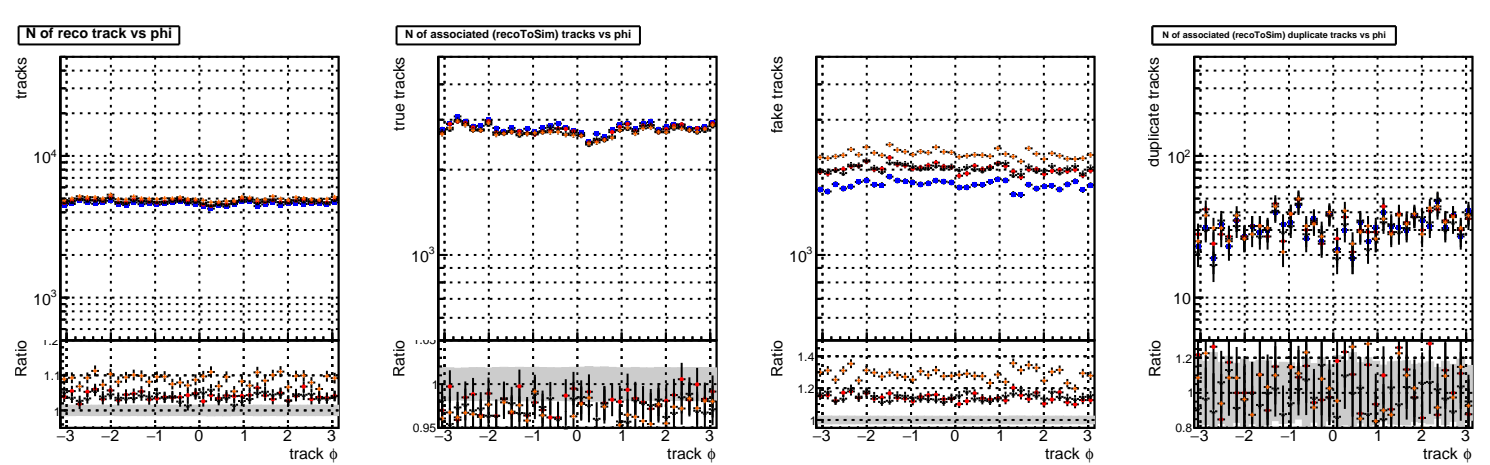 N of reco track vs phi
tracks
10⁴
10³
1.2
1.1
1
Ratio
−3 −2 −1 0 1 2 3
track ϕ
N of associated (recoToSim) tracks vs phi
true tracks
10³
1.05
1
0.95
Ratio
−3 −2 −1 0 1 2 3
track ϕ
fake tracks
10³
1.4
1.2
1
Ratio
−3 −2 −1 0 1 2 3
track ϕ
N of associated (recoToSim) duplicate tracks vs phi
duplicate tracks
10²
10
1.2
1
0.8
Ratio
−3 −2 −1 0 1 2 3
track ϕ